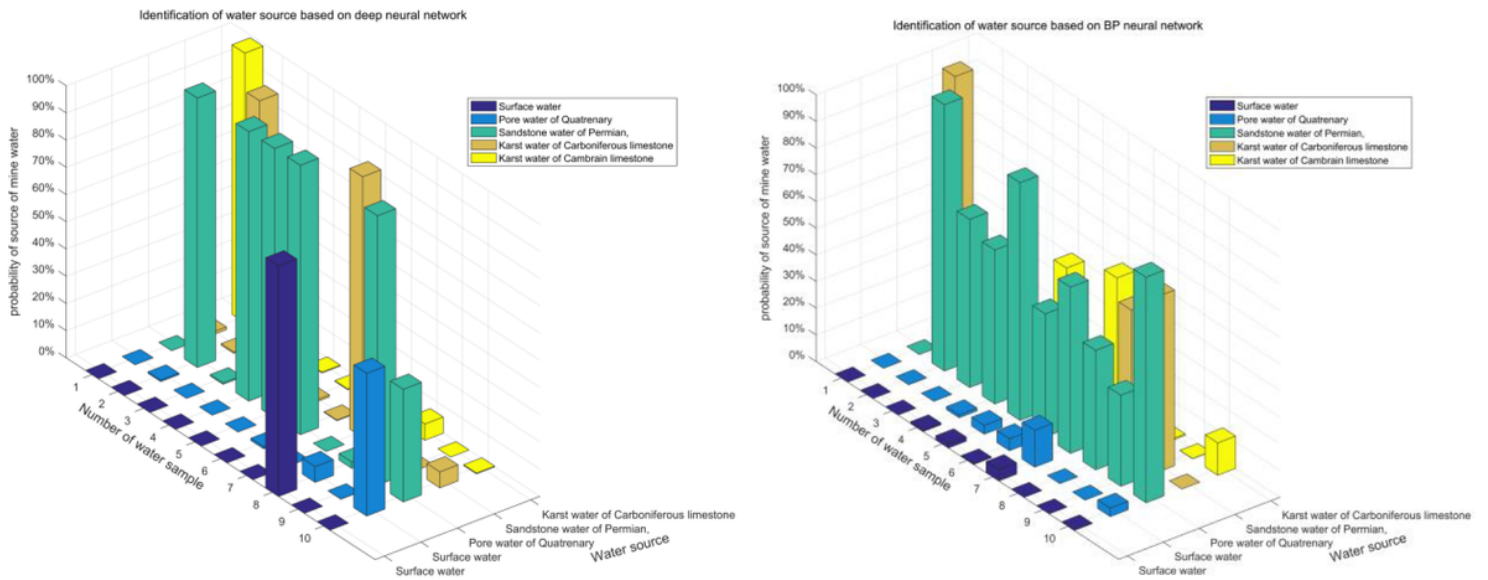 Identification of water source based on deep neural network
100%
90%
80%
70%
60%
50%
40%
30%
20%
10%
0%
probability of source of mine water
Surface water
Pore water of Quatrenary
Sandstone water of Permian,
Karst water of Carboniferous limestone
Karst water of Cambrain limestone
1
2
3
4
5
6
7
8
9
10
Number of water sample
Karst water of Carboniferous limestone
Sandstone water of Permian,
Pore water of Quatrenary
Surface water
Surface water
Water source
Identification of water source based on BP neural network
100%
90%
80%
70%
60%
50%
40%
30%
20%
10%
0%
probability of source of mine water
Surface water
Pore water of Quatrenary
Sandstone water of Permian,
Karst water of Carboniferous limestone
Karst water of Cambrain limestone
1
2
3
4
5
6
7
8
9
10
Number of water sample
Karst water of Carboniferous limestone
Sandstone water of Permian,
Pore water of Quatrenary
Surface water
Surface water
Water source